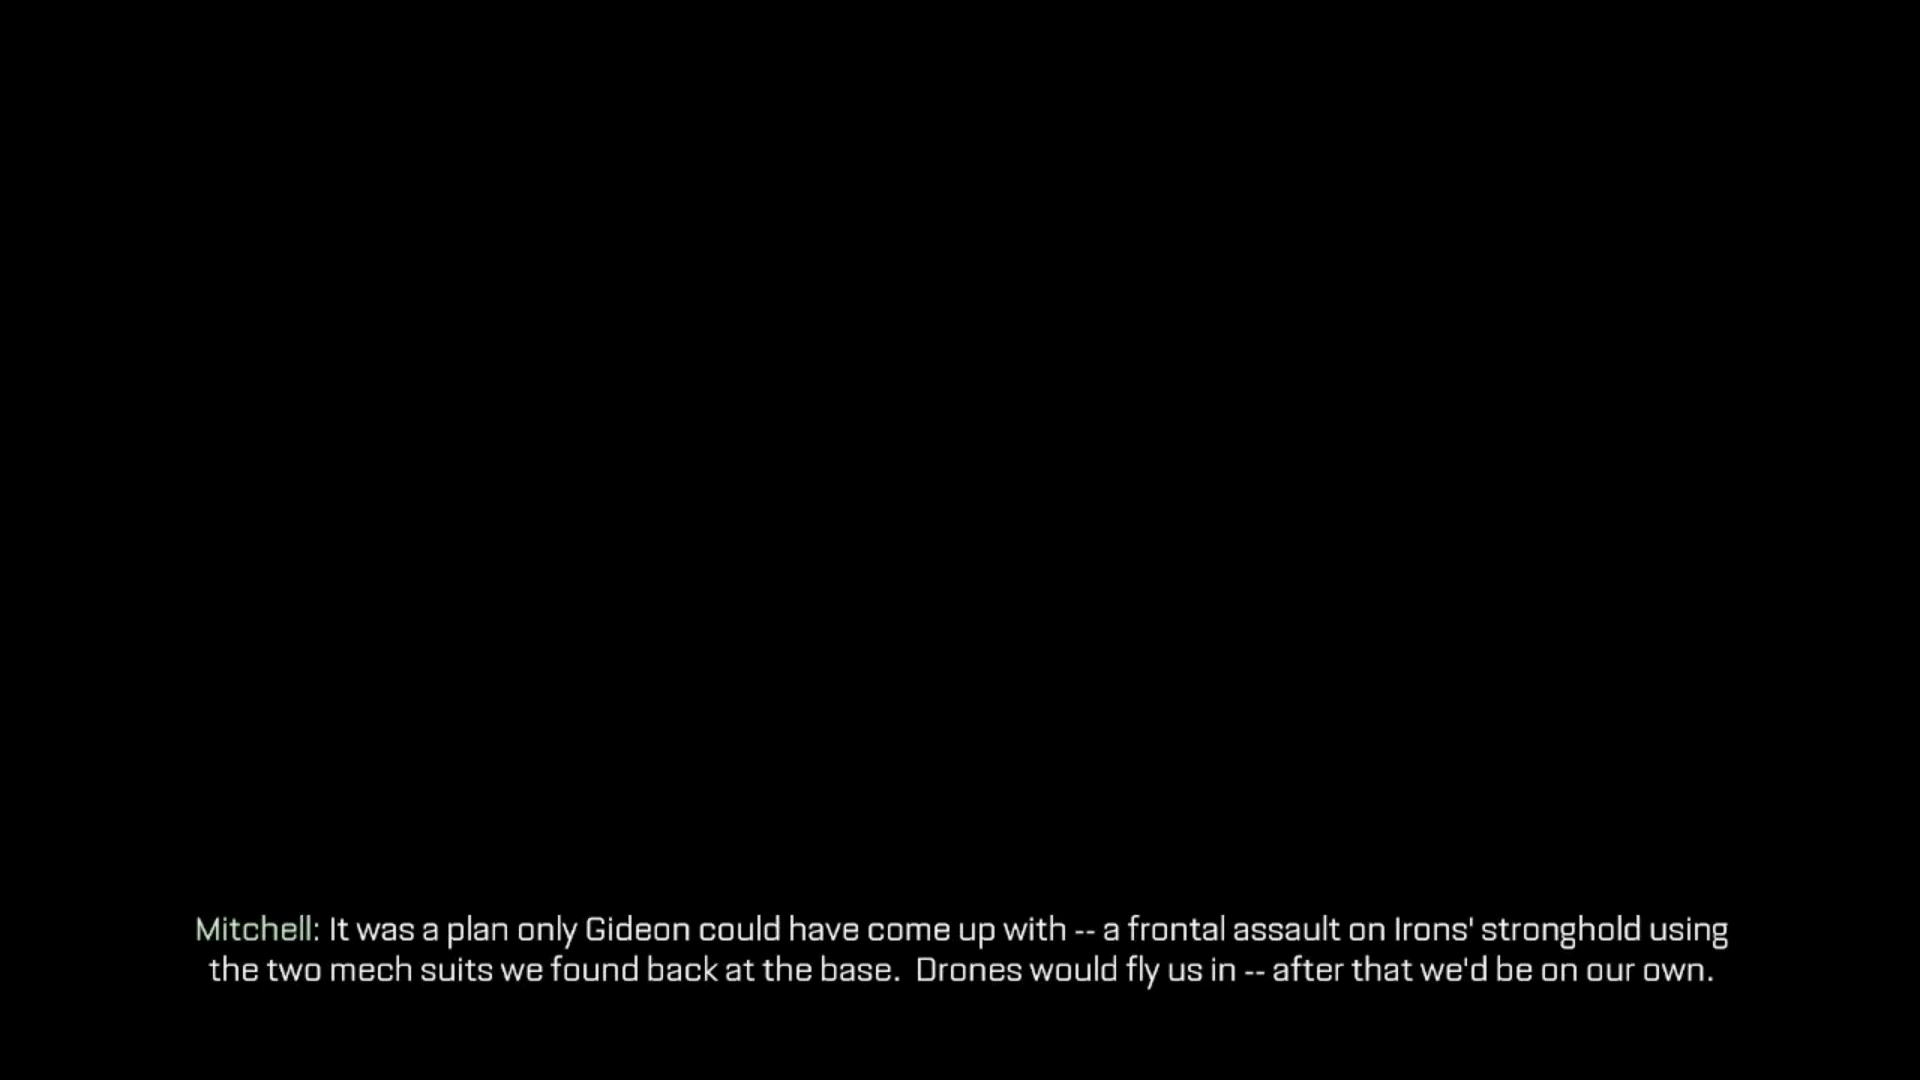 Mitchell: It was a plan only Gideon could have come up with -- a frontal assault on Irons' stronghold using
the two mech suits we found back at the base.  Drones would fly us in -- after that we'd be on our own.